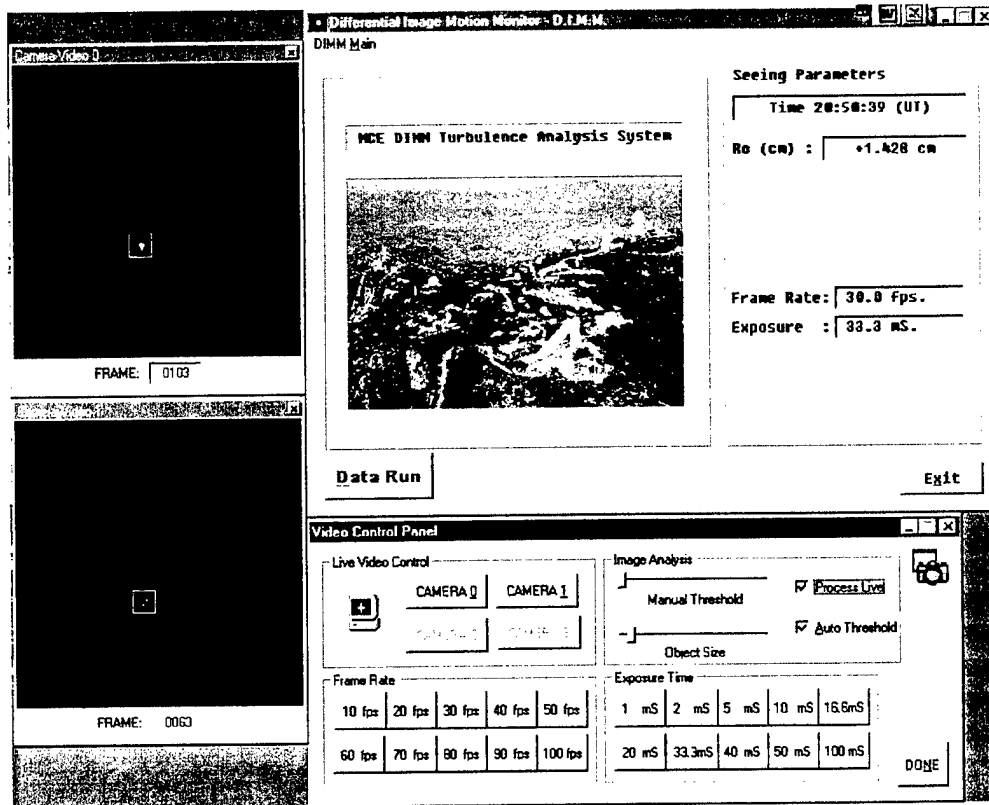 Camera Video 0
FRAME: 0103
FRAME: 0063
Differential Image Motion Monitor - D.I.M.M.
DIMM Main
MCE DIMM Turbulence Analysis System
Seeing Parameters
Time 20:50:39 (UT)
Ro (cm) : +1.428 cm
Frame Rate: 30.0 fps.
Exposure : 33.3 mS.
Data Run
Exit
Video Control Panel
Live Video Control
CAMERA 0
CAMERA 1
Image Analysis
Manual Threshold
Process Live
Object Size
Auto Threshold
Frame Rate
10 fps 20 fps 30 fps 40 fps 50 fps
60 fps 70 fps 80 fps 90 fps 100 fps
Exposure Time
1 mS 2 mS 5 mS 10 mS 16.6mS
20 mS 33.3mS 40 mS 50 mS 100 mS
DONE